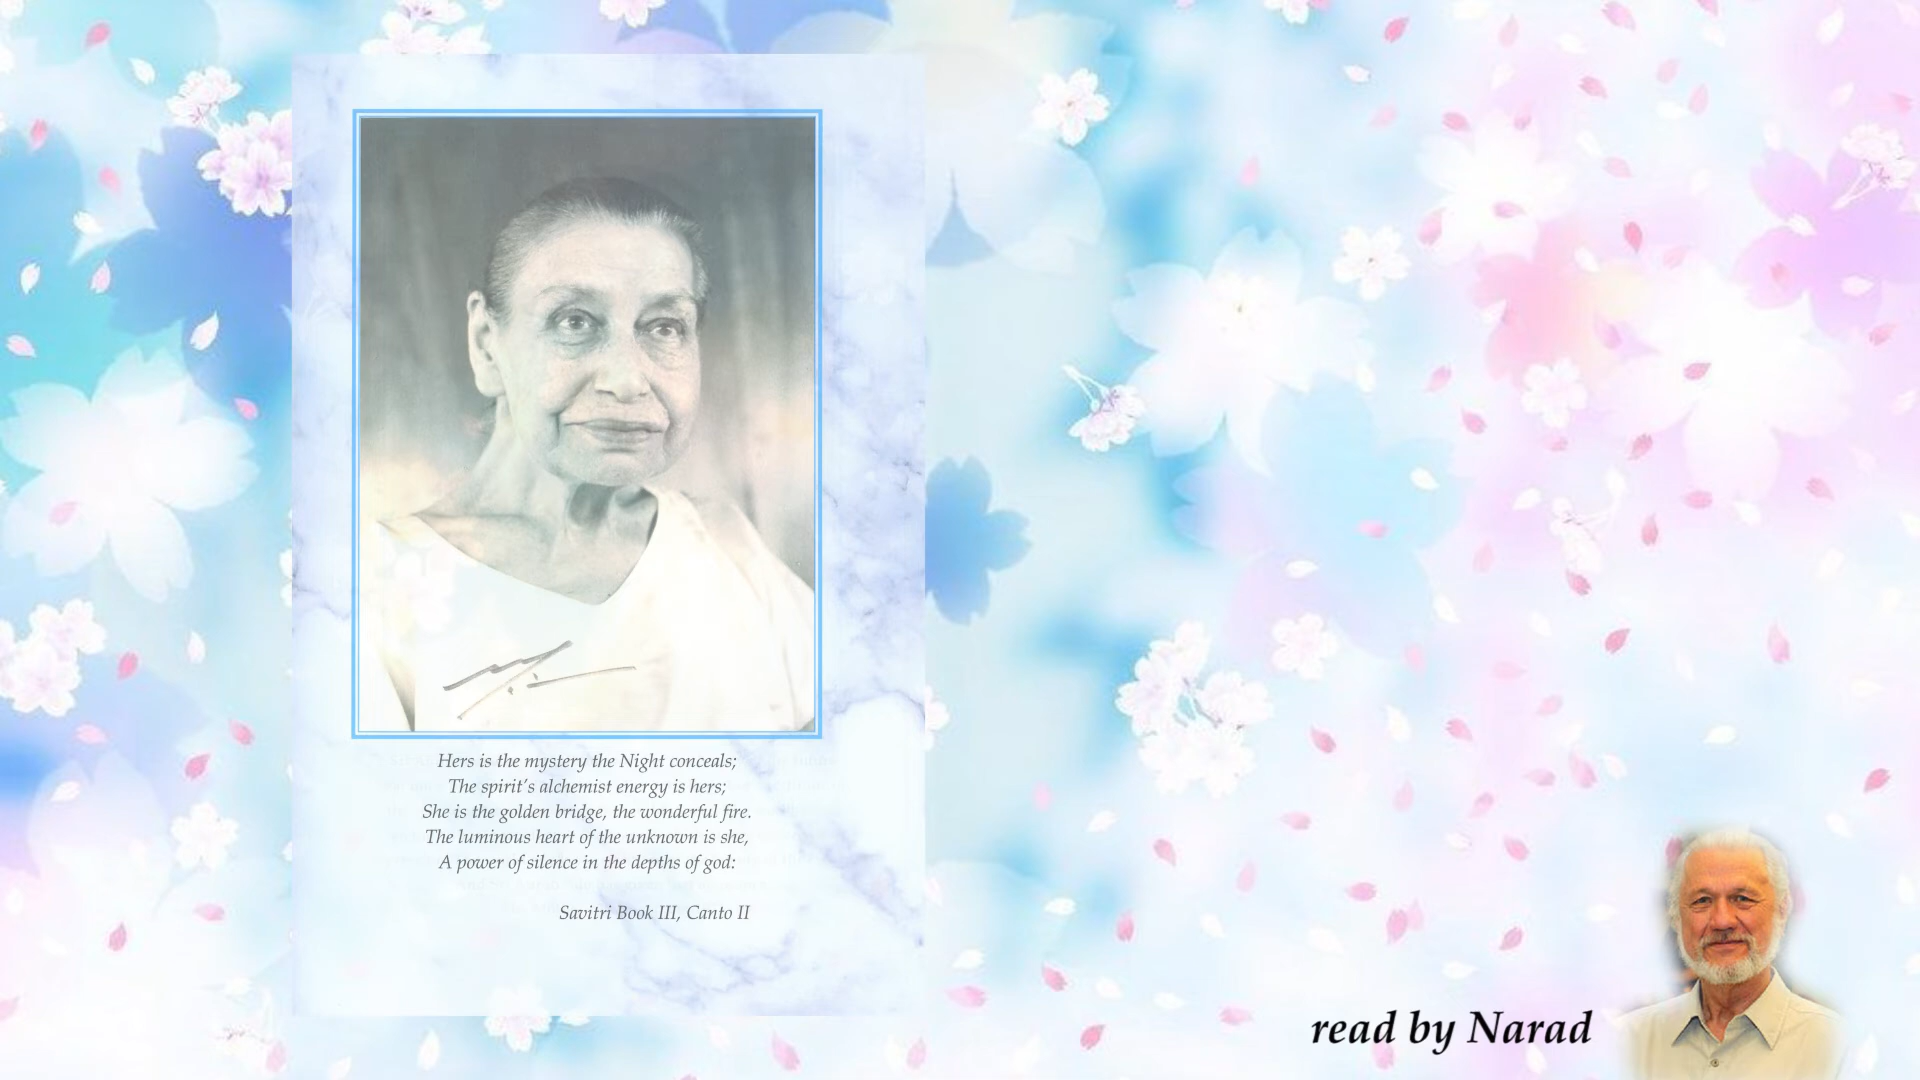 Hers is the mystery the Night conceals;
The spirit's alchemist energy is hers;
She is the golden bridge, the wonderful fire.
The luminous heart of the unknown is she,
A power of silence in the depths of god:
Savitri Book III, Canto II
read by Narad